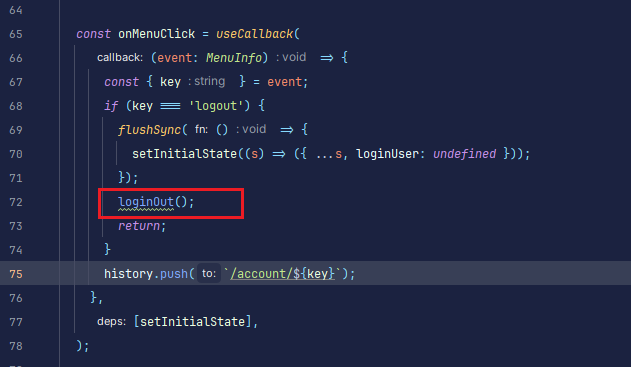 64
65 const onMenuClick = useCallback(
66 callback: (event: MenuInfo) : void => {
67 const { key : string } = event;
68 if (key === 'logout') {
69 flushSync( fn: () : void => {
70 setInitialState((s) => ({ ...s, loginUser: undefined }));
71 });
72 loginOut();
73 return;
74 }
75 history.push( to: `/account/${key}`);
76 },
77 deps: [setInitialState],
78 );